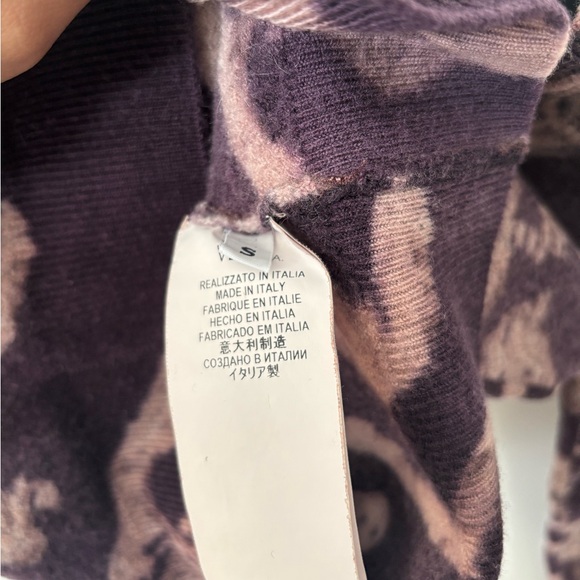 S
REALIZZATO IN ITALIA
MADE IN ITALY
FABRIQUE EN ITALIE
HECHO EN ITALIA
FABRICADO EM ITALIA
意大利制造
СОЗДАНО В ИТАЛИИ
イタリア製